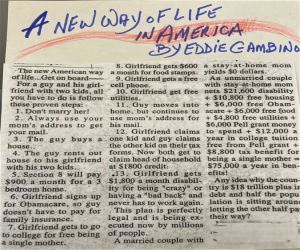 A NEW WAY OF LIFE
IN AMERICA
BY EDDIE GAMBINO
The new American way
of life...Get on board—
For a guy and his girl-
friend with two kids, all
you have to do is follow
these proven steps:
1. Don't marry her!
2. Always use your
mom's address to get
your mail.
3. The guy buys a
house...
4. The guy rents out
house to his girlfriend
with his two kids..
5. Section 8 will pay
$900 a month for a 3
bedroom home.
6. Girlfriend signs up
for Obamacare, so guy
doesn't have to pay for
family insurance.
7. Girlfriend gets to go
to college for free being
a single mother.
8. Girlfriend gets $600
a month for food stamps.
9. Girlfriend gets a free
cell phone.
10. Girlfriend get free
utilities.
11. Guy moves into
home, but continues to
use mom's address for
his mail.
12. Girlfriend claims
one kid and guy claims
the other kid on their tax
forms. Now both get to
claim head of household
at $1800 credit.
13. Girlfriend gets
$1,800 a month disabil-
ity for being "crazy" or
having a "bad back" and
never has to work again.
This plan is perfectly
legal and is being ex-
ecuted now by millions
of people.
A married couple with
a stay-at-home mom
yields $0 dollars.
An unmarried couple
with stay-at-home mom
nets $21,600 disability
+ $10,800 free housing
+ $6,000 free Obam-
acare + $6,000 free food
+ $4,800 free utilities +
$6,000 Pell grant money
to spend + $12,000 a
year in college tuition
free from Pell grant +
$8,800 tax benefit for
being a single mother =
$75,000 a year in ben-
efits!
Any idea why the coun-
try is $18 trillion plus in
debt and half the popu-
lation is sitting around
letting the other half pay
their way?